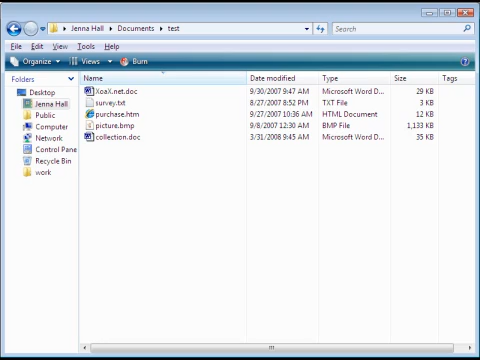 Jenna Hall Documents test Search
File Edit View Tools Help
Organize Views Burn
Folders Name Date modified Type Size Tags
Desktop XoaX.net.doc 9/30/2007 9:47 AM Microsoft Word D... 29 KB
Jenna Hall survey.txt 8/27/2007 8:52 PM TXT File 3 KB
Public purchase.htm 9/27/2007 10:36 AM HTML Document 12 KB
Computer picture.bmp 9/8/2007 12:30 AM BMP File 1,133 KB
Network collection.doc 3/31/2008 9:45 AM Microsoft Word D... 35 KB
Control Pane
Recycle Bin
work